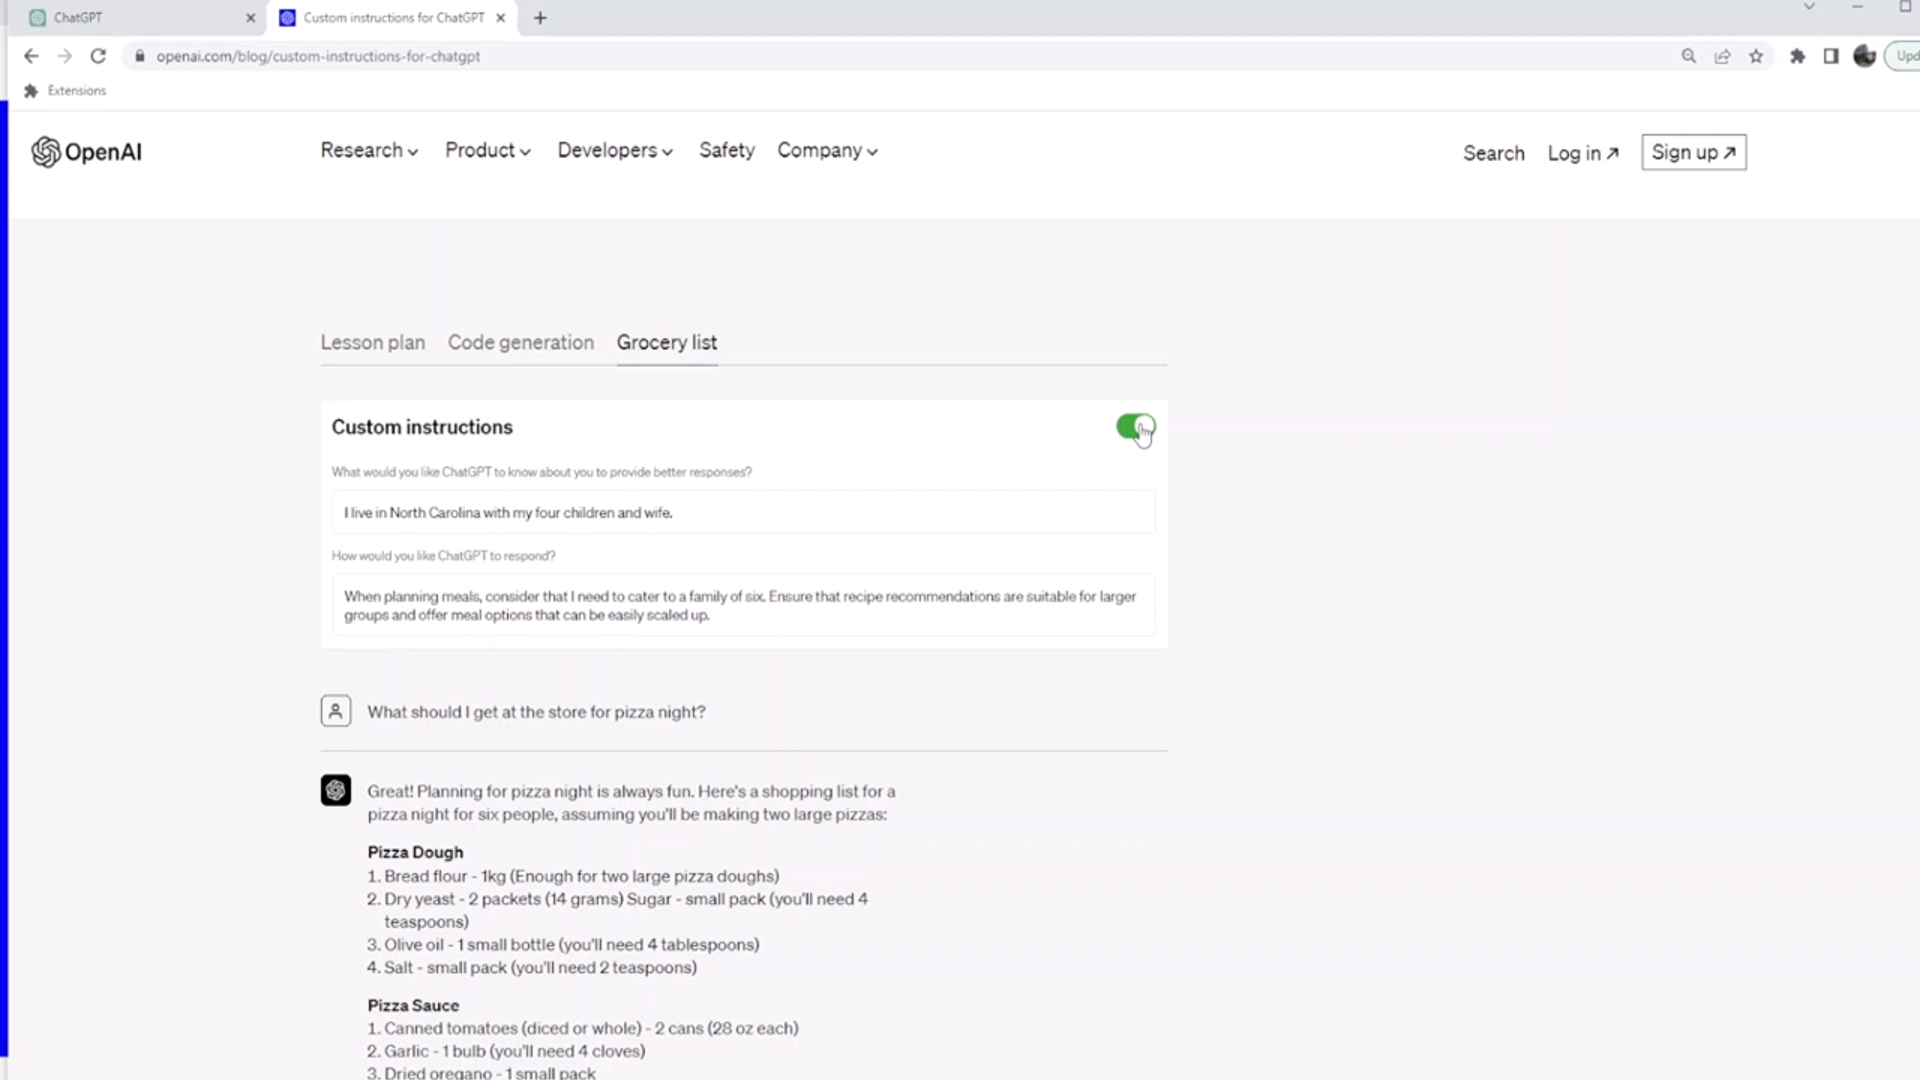 ChatGPT
Custom instructions for ChatGPT
openai.com/blog/custom-instructions-for-chatgpt
Upd
Extensions
OpenAI
Research Product Developers Safety Company
Search Log in ↗ Sign up ↗
Lesson plan Code generation Grocery list
Custom instructions
What would you like ChatGPT to know about you to provide better responses?
I live in North Carolina with my four children and wife.
How would you like ChatGPT to respond?
When planning meals, consider that I need to cater to a family of six. Ensure that recipe recommendations are suitable for larger
groups and offer meal options that can be easily scaled up.
What should I get at the store for pizza night?
Great! Planning for pizza night is always fun. Here's a shopping list for a
pizza night for six people, assuming you'll be making two large pizzas:
Pizza Dough
1. Bread flour - 1kg (Enough for two large pizza doughs)
2. Dry yeast - 2 packets (14 grams) Sugar - small pack (you'll need 4
teaspoons)
3. Olive oil - 1 small bottle (you'll need 4 tablespoons)
4. Salt - small pack (you'll need 2 teaspoons)
Pizza Sauce
1. Canned tomatoes (diced or whole) - 2 cans (28 oz each)
2. Garlic - 1 bulb (you'll need 4 cloves)
3. Dried oregano - 1 small pack